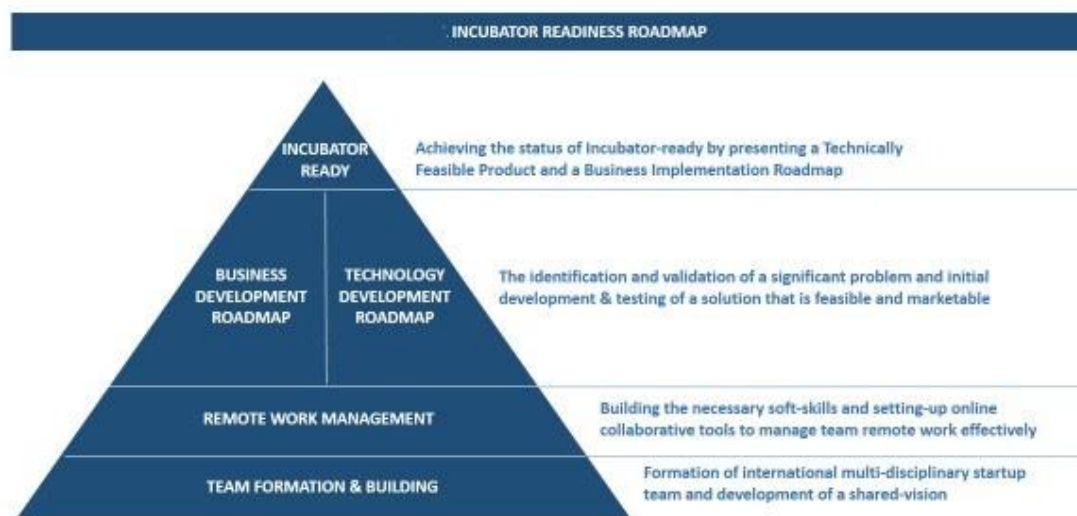 INCUBATOR READINESS ROADMAP
INCUBATOR
READY
Achieving the status of Incubator-ready by presenting a Technically
Feasible Product and a Business Implementation Roadmap
BUSINESS
DEVELOPMENT
ROADMAP
TECHNOLOGY
DEVELOPMENT
ROADMAP
The identification and validation of a significant problem and initial
development & testing of a solution that is feasible and marketable
REMOTE WORK MANAGEMENT
Building the necessary soft-skills and setting-up online
collaborative tools to manage team remote work effectively
TEAM FORMATION & BUILDING
Formation of international multi-disciplinary startup
team and development of a shared-vision